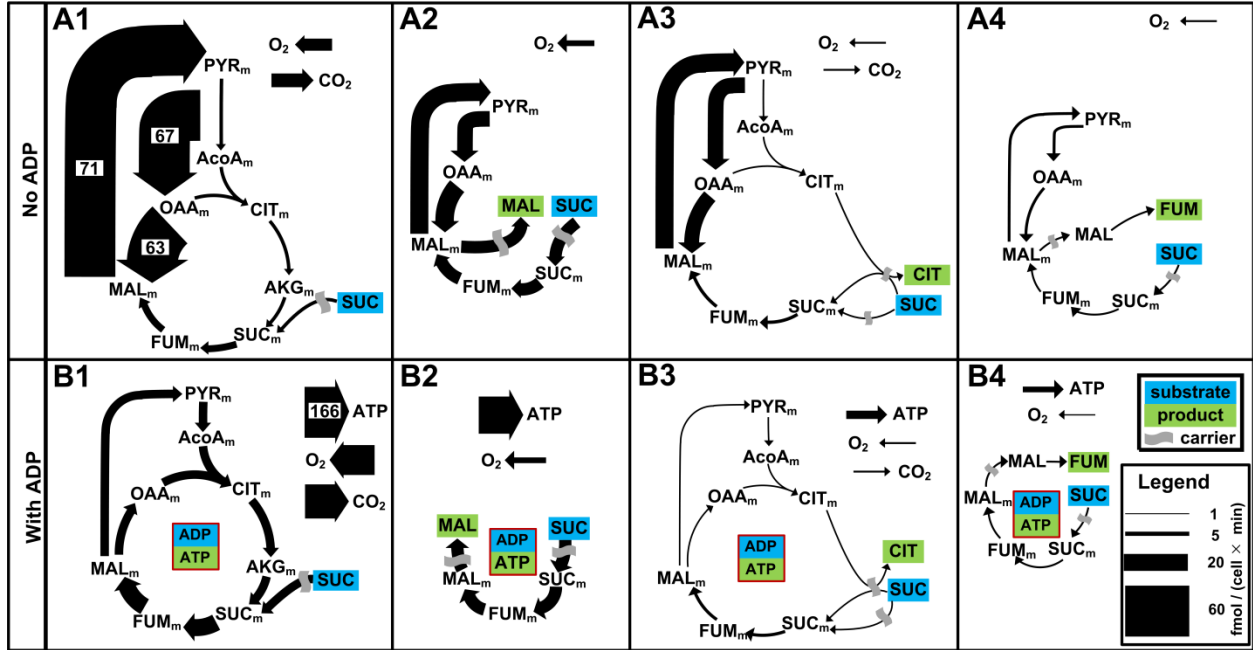 No ADP
A1
O2
CO2
PYRm
67
71
AcoAm
OAAm
CITm
63
MALm
AKGm
SUC
FUMm
SUCm
A2
O2
PYRm
OAAm
MAL
SUC
MALm
SUCm
FUMm
A3
O2
CO2
PYRm
AcoAm
OAAm
CITm
MALm
CIT
SUC
SUCm
FUMm
A4
O2
PYRm
OAAm
FUM
MAL
MALm
SUC
SUCm
FUMm
With ADP
B1
PYRm
166
ATP
AcoAm
O2
OAAm
CITm
CO2
ADP
ATP
MALm
AKGm
SUC
SUCm
FUMm
B2
ATP
O2
MAL
SUC
ADP
ATP
MALm
SUCm
FUMm
B3
PYRm
ATP
O2
AcoAm
CO2
OAAm
CITm
ADP
ATP
CIT
MALm
SUC
SUCm
FUMm
B4
ATP
O2
MAL
FUM
MALm
SUC
ADP
ATP
FUMm
SUCm
substrate
product
carrier
Legend
1
5
20
60
fmol / (cell × min)